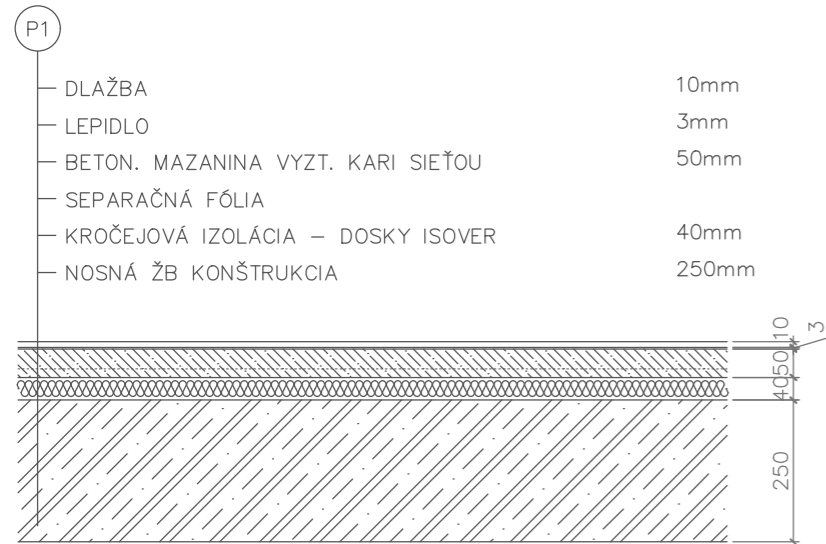 P1
DLAŽBA 10mm
LEPIDLO 3mm
BETON. MAZANINA VYZT. KARI SIEŤOU 50mm
SEPARAČNÁ FÓLIA
KROČEJOVÁ IZOLÁCIA – DOSKY ISOVER 40mm
NOSNÁ ŽB KONŠTRUKCIA 250mm
10
3
50
40
250